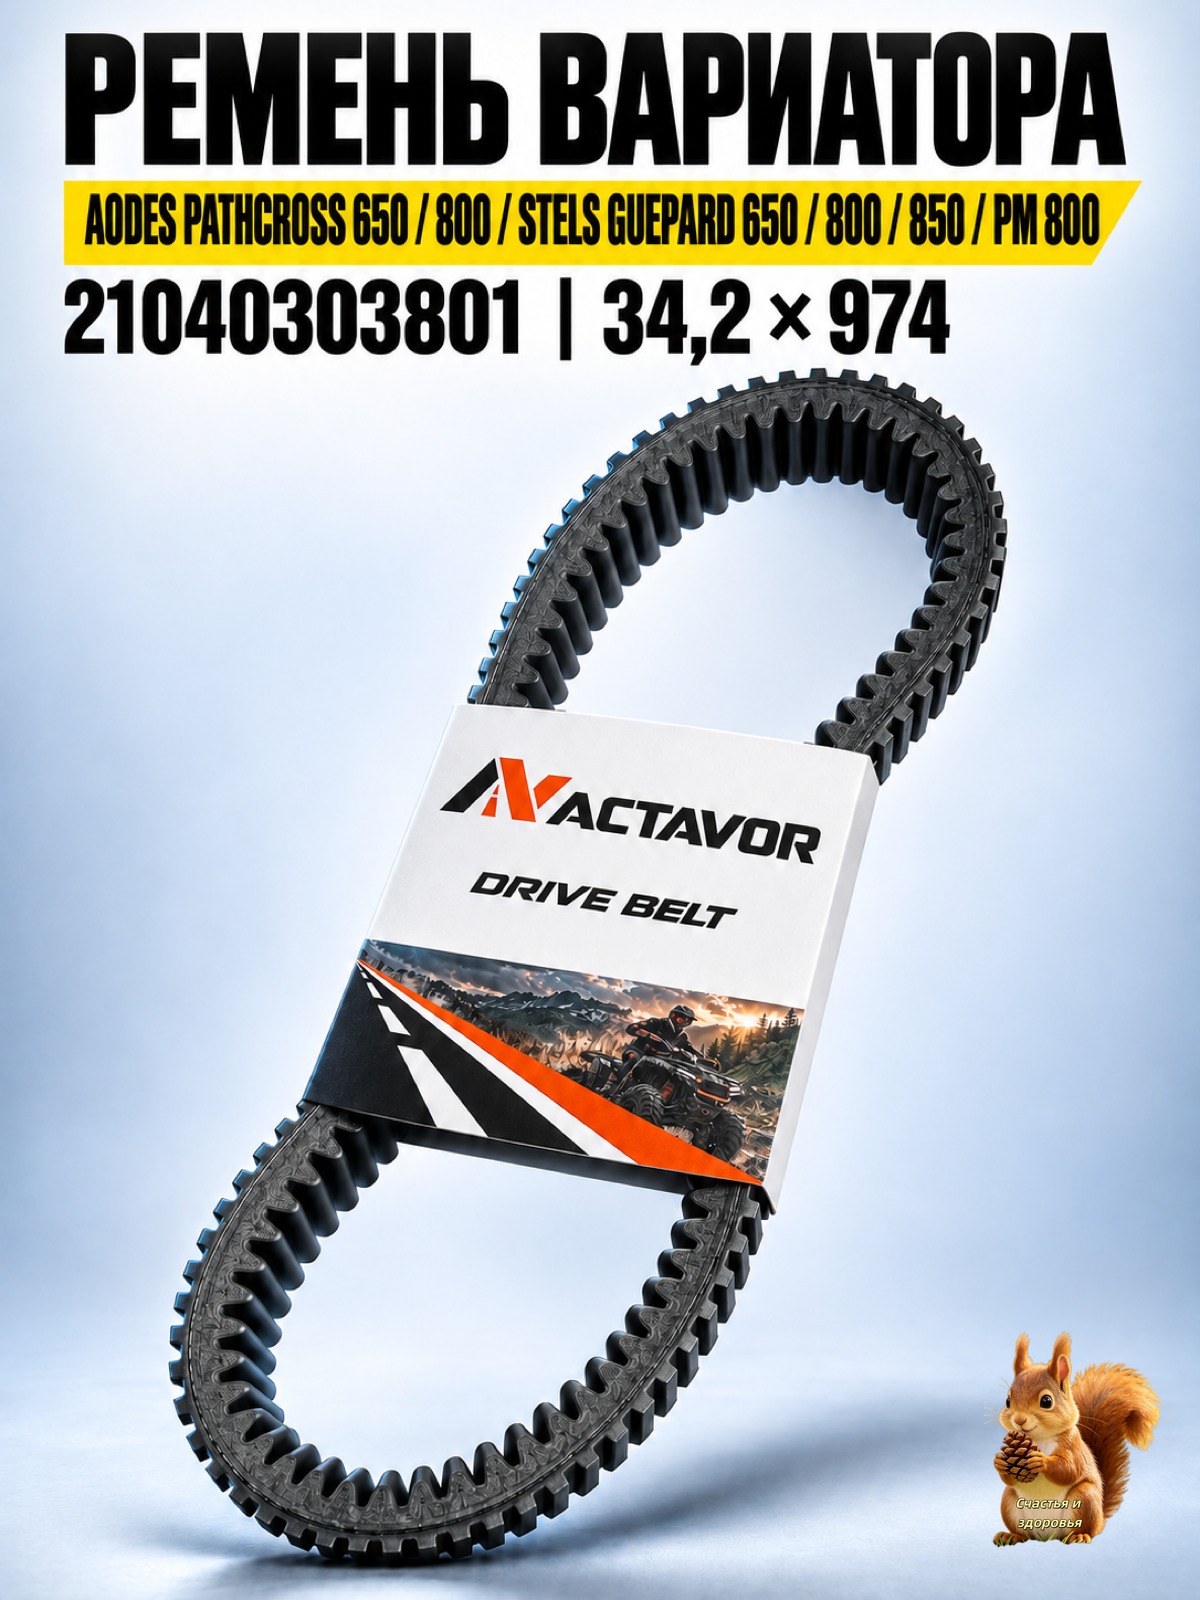 РЕМЕНЬ ВАРИАТОРА
AODES PATHCROSS 650 / 800 / STELS GUEPARD 650 / 800 / 850 / РМ 800
21040303801 | 34,2 × 974
ACTAVOR
DRIVE BELT
Счастья и
здоровья